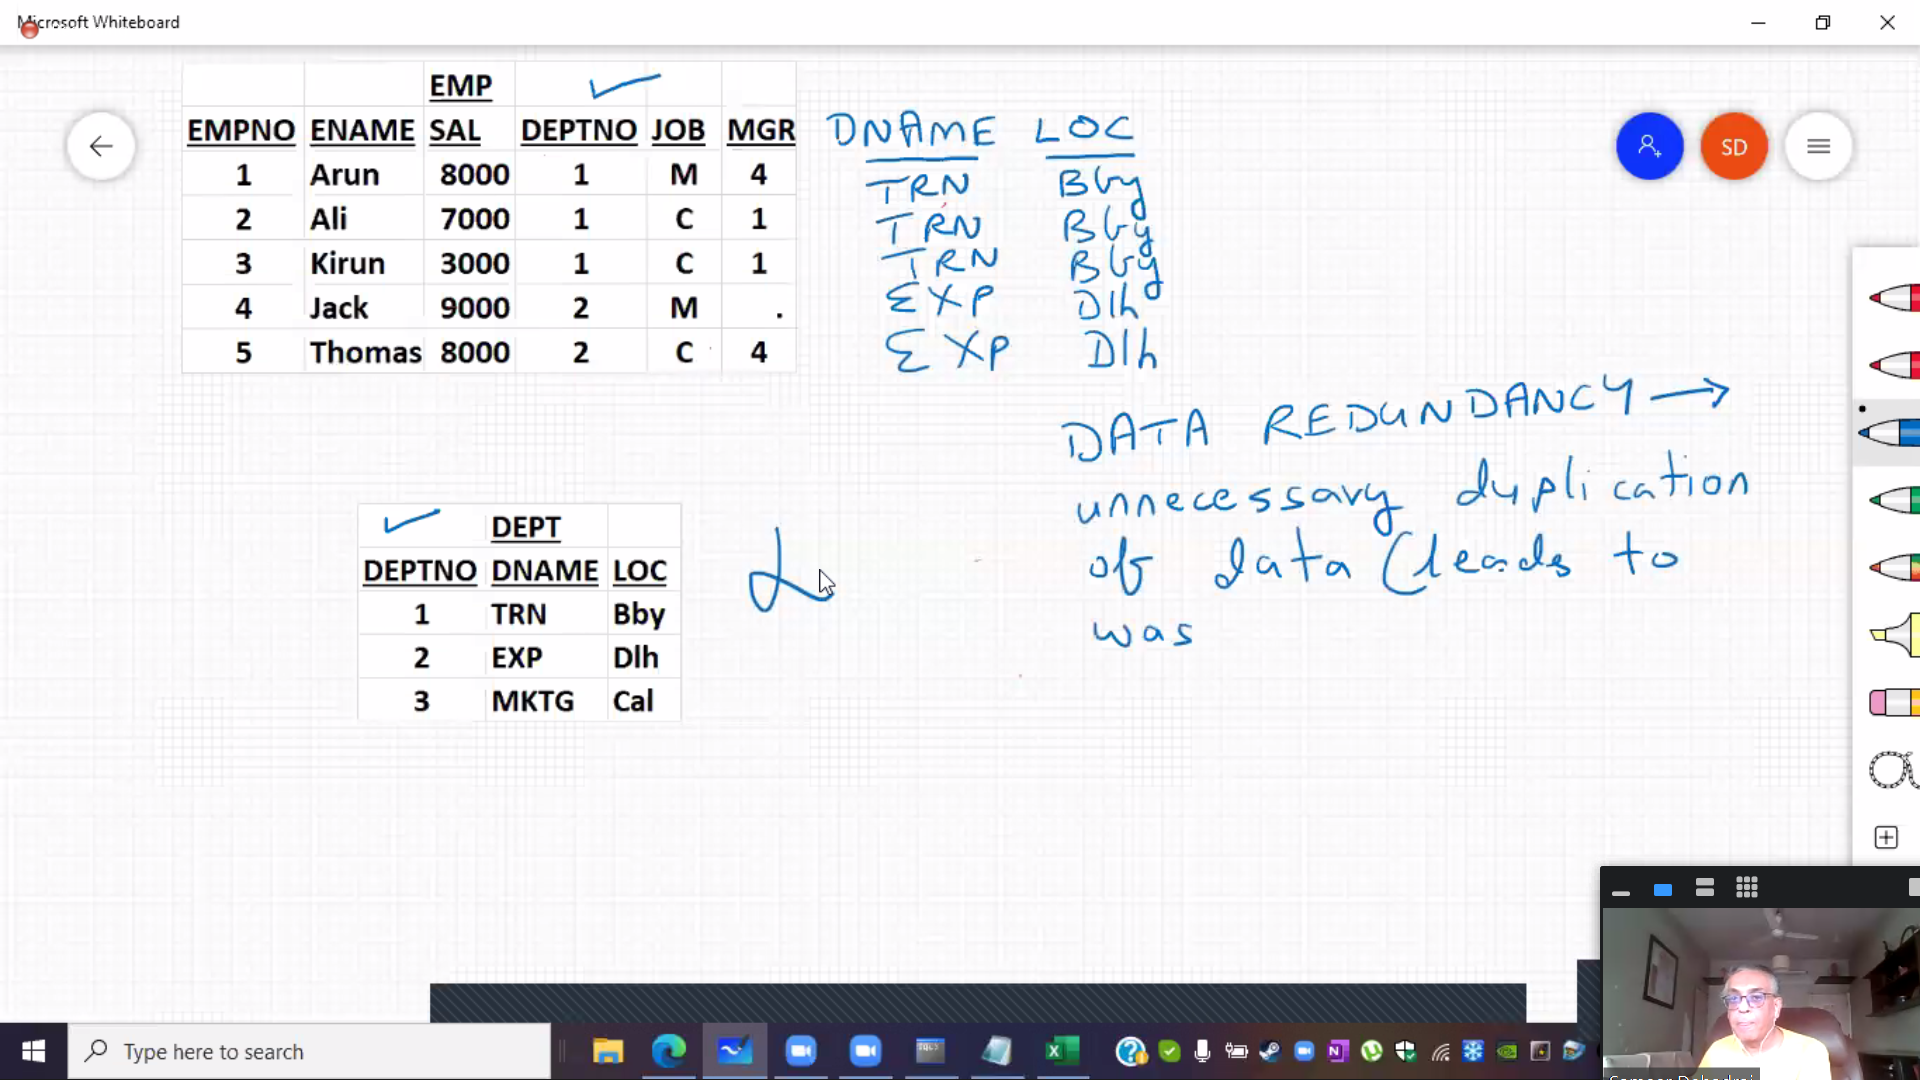 Microsoft Whiteboard
EMP
EMPNO ENAME SAL DEPTNO JOB MGR DNAME LOC
1 Arun 8000 1 M 4 TRN Bby
2 Ali 7000 1 C 1 TRN Bby
3 Kirun 3000 1 C 1 TRN Bby
4 Jack 9000 2 M . EXP Dlh
5 Thomas 8000 2 C 4 EXP Dlh
SD
DATA REDUNDANCY →
unnecessary duplication
of data (leads to
was
DEPT
DEPTNO DNAME LOC
1 TRN Bby
2 EXP Dlh
3 MKTG Cal
Type here to search